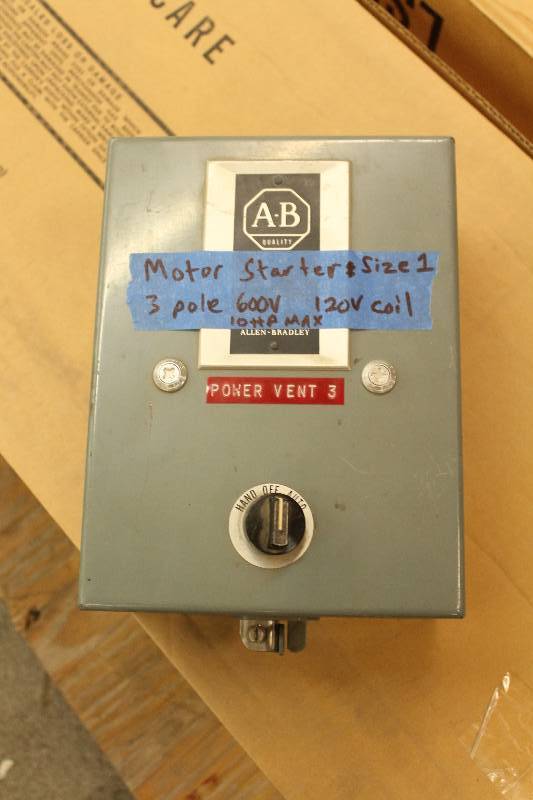 CARE
A-B
QUALITY
Motor Starter: Size 1
3 pole 600V 120V coil
10HP MAX
ALLEN-BRADLEY
POWER VENT 3
HAND OFF AUTO